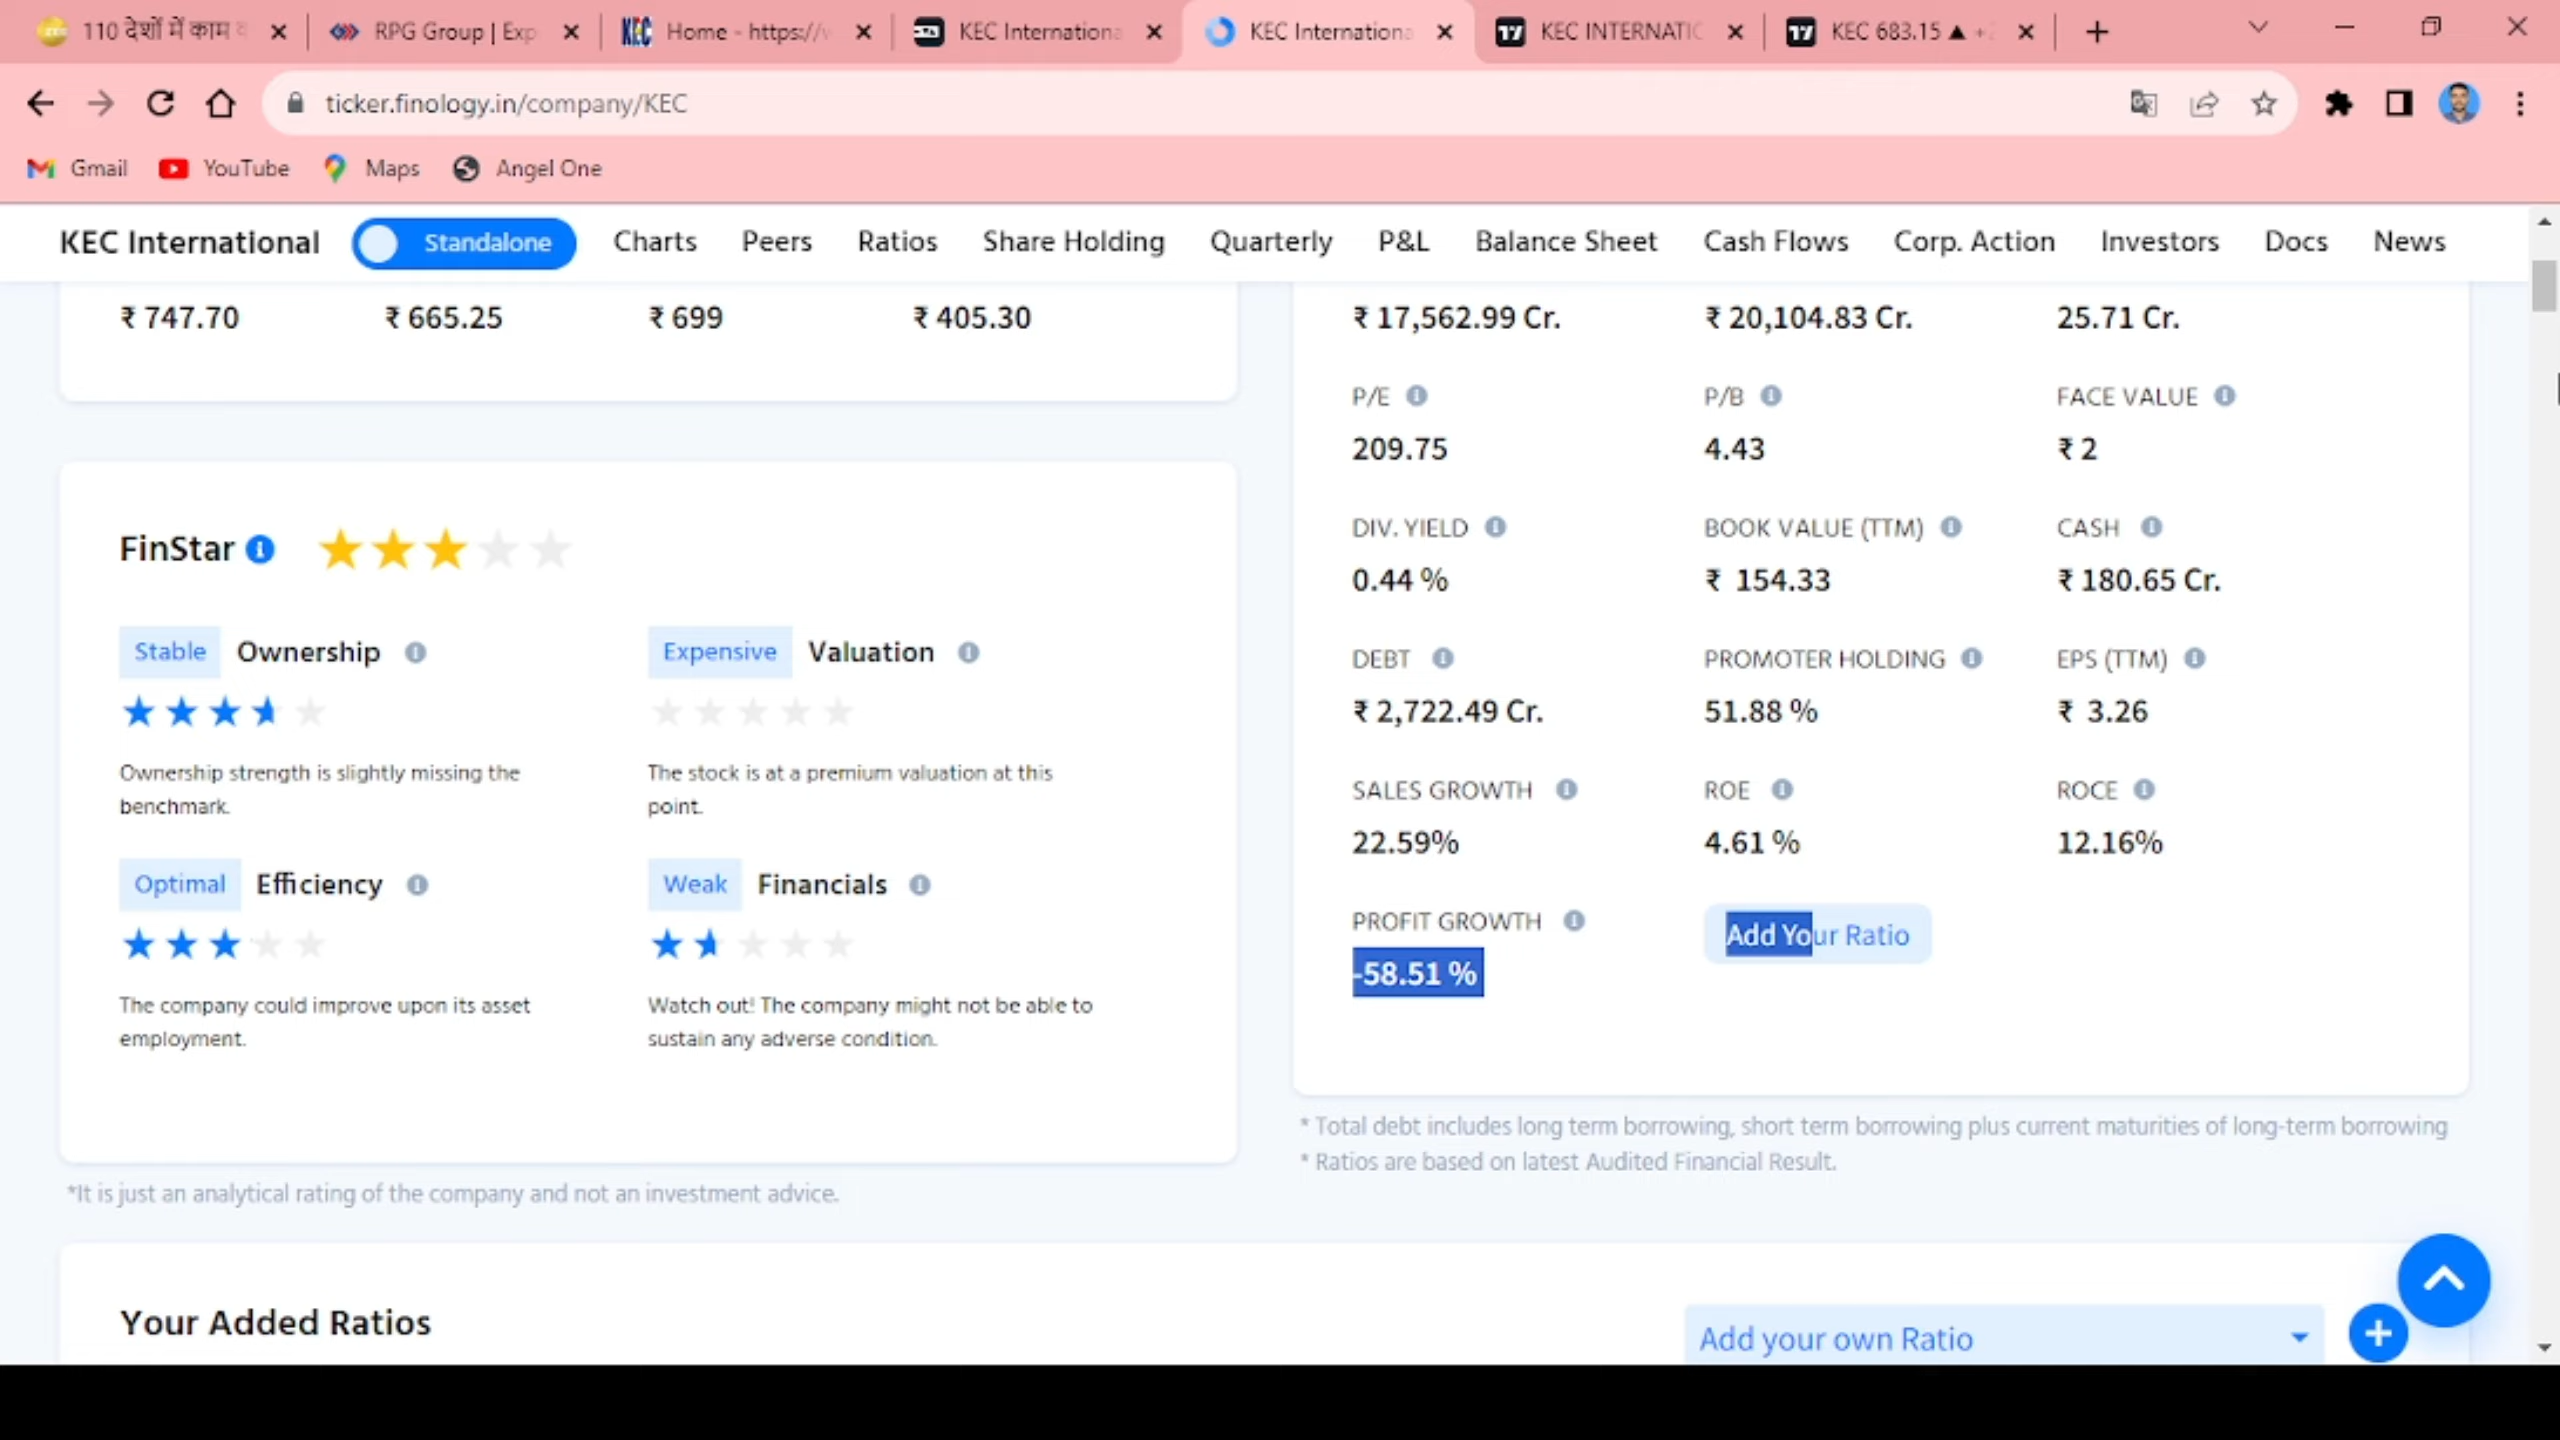 110 देशों में काम
RPG Group | Exp
Home - https://w
KEC Internationa
KEC Internationa
KEC INTERNATIO
KEC 683.15 ▲ +2
ticker.finology.in/company/KEC
Gmail
YouTube
Maps
Angel One
KEC International
Standalone
Charts
Peers
Ratios
Share Holding
Quarterly
P&L
Balance Sheet
Cash Flows
Corp. Action
Investors
Docs
News
₹ 747.70
₹ 665.25
₹ 699
₹ 405.30
₹ 17,562.99 Cr.
₹ 20,104.83 Cr.
25.71 Cr.
P/E
P/B
FACE VALUE
209.75
4.43
₹ 2
DIV. YIELD
BOOK VALUE (TTM)
CASH
0.44 %
₹ 154.33
₹ 180.65 Cr.
DEBT
PROMOTER HOLDING
EPS (TTM)
₹ 2,722.49 Cr.
51.88 %
₹ 3.26
SALES GROWTH
ROE
ROCE
22.59%
4.61 %
12.16%
PROFIT GROWTH
Add Your Ratio
-58.51 %
* Total debt includes long term borrowing, short term borrowing plus current maturities of long-term borrowing
* Ratios are based on latest Audited Financial Result.
FinStar
Stable Ownership
Expensive Valuation
Ownership strength is slightly missing the
benchmark.
The stock is at a premium valuation at this
point.
Optimal Efficiency
Weak Financials
The company could improve upon its asset
employment.
Watch out! The company might not be able to
sustain any adverse condition.
*It is just an analytical rating of the company and not an investment advice.
Your Added Ratios
Add your own Ratio